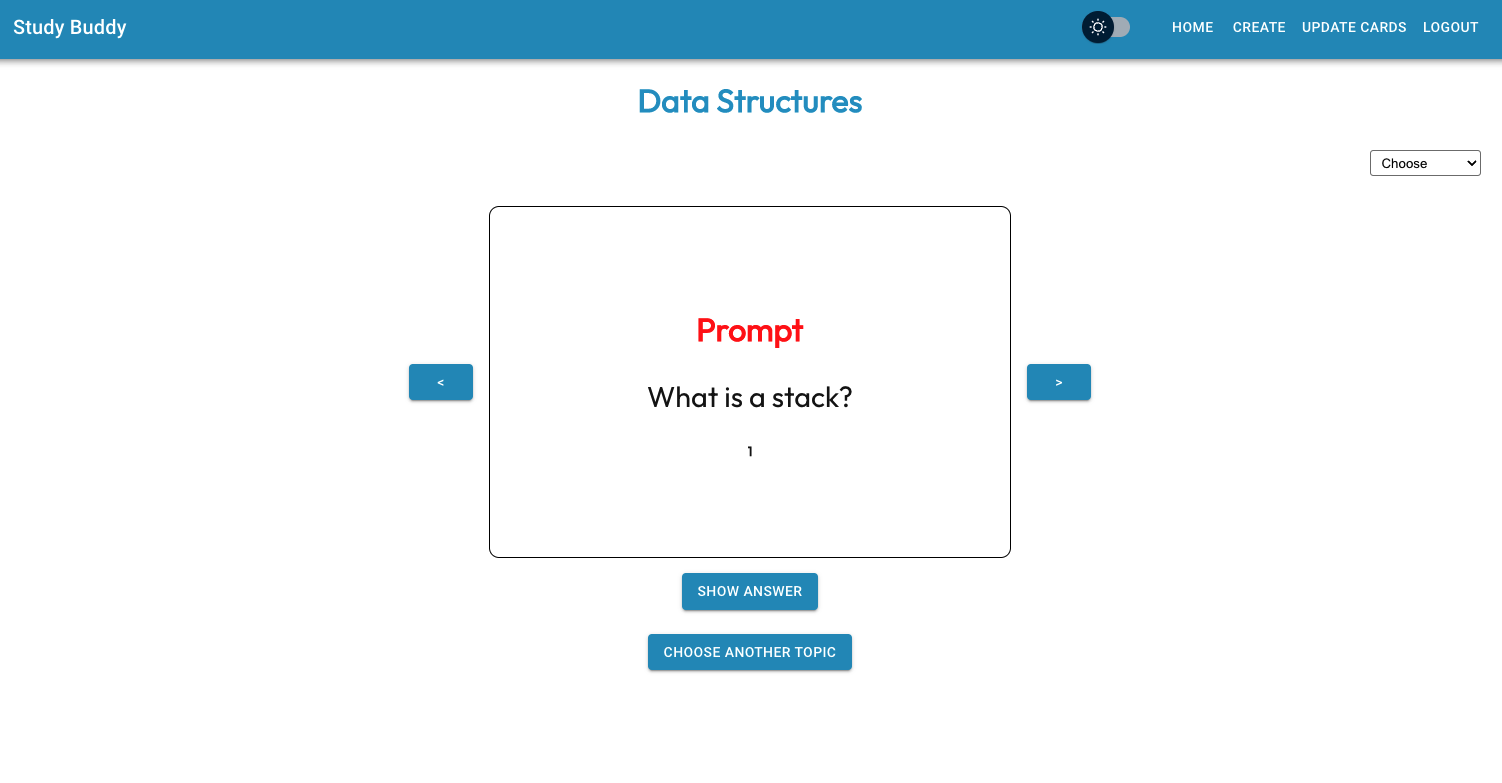 Study Buddy
HOME CREATE UPDATE CARDS LOGOUT
Data Structures
Choose
Prompt
What is a stack?
1
<
>
SHOW ANSWER
CHOOSE ANOTHER TOPIC